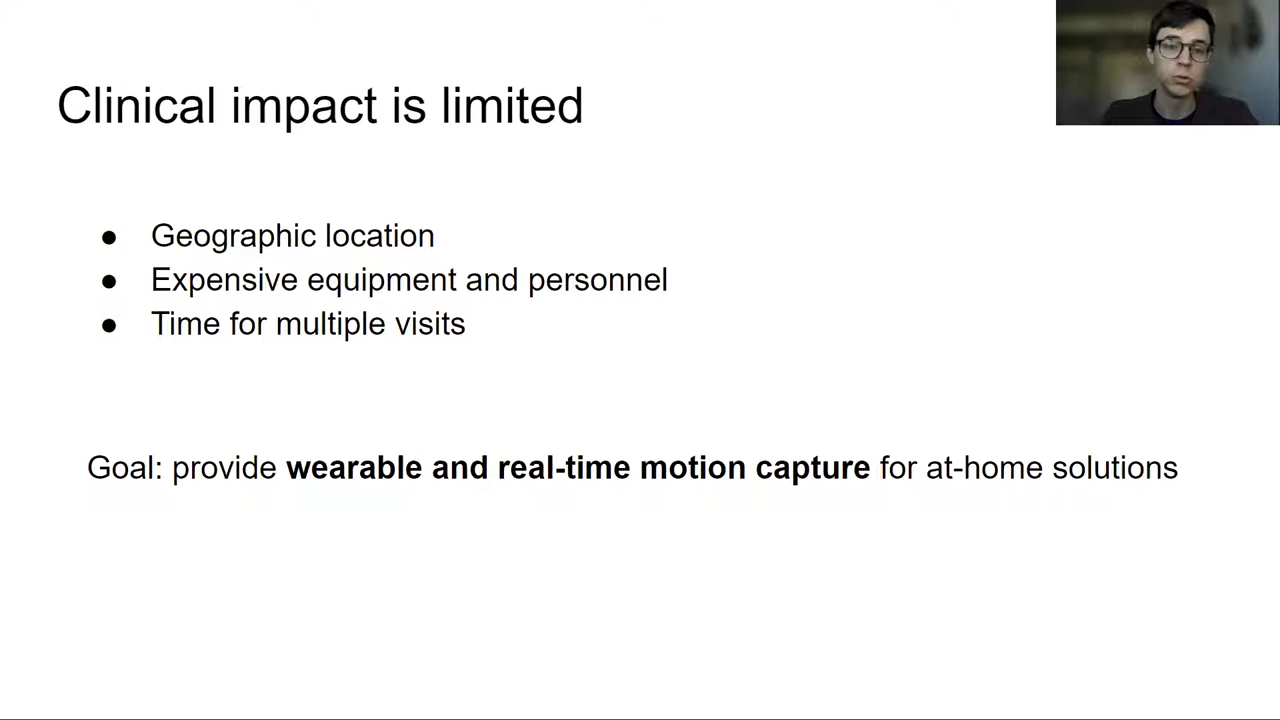 Clinical impact is limited
● Geographic location
● Expensive equipment and personnel
● Time for multiple visits
Goal: provide wearable and real-time motion capture for at-home solutions